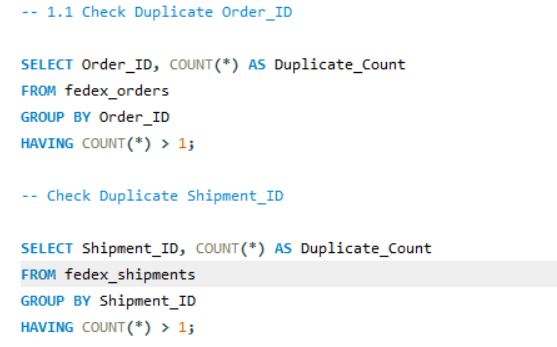 -- 1.1 Check Duplicate Order_ID
SELECT Order_ID, COUNT(*) AS Duplicate_Count
FROM fedex_orders
GROUP BY Order_ID
HAVING COUNT(*) > 1;
-- Check Duplicate Shipment_ID
SELECT Shipment_ID, COUNT(*) AS Duplicate_Count
FROM fedex_shipments
GROUP BY Shipment_ID
HAVING COUNT(*) > 1;